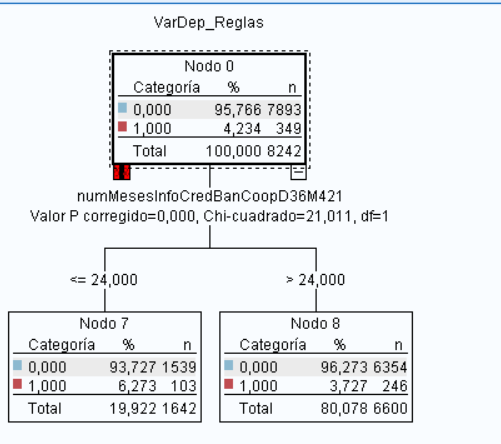 VarDep_Reglas
Nodo 0
Categoría % n
0,000 95,766 7893
1,000 4,234 349
Total 100,000 8242
numMesesInfoCredBanCoopD36M421
Valor P corregido=0,000, Chi-cuadrado=21,011, df=1
<= 24,000
> 24,000
Nodo 7
Categoría % n
0,000 93,727 1539
1,000 6,273 103
Total 19,922 1642
Nodo 8
Categoría % n
0,000 96,273 6354
1,000 3,727 246
Total 80,078 6600